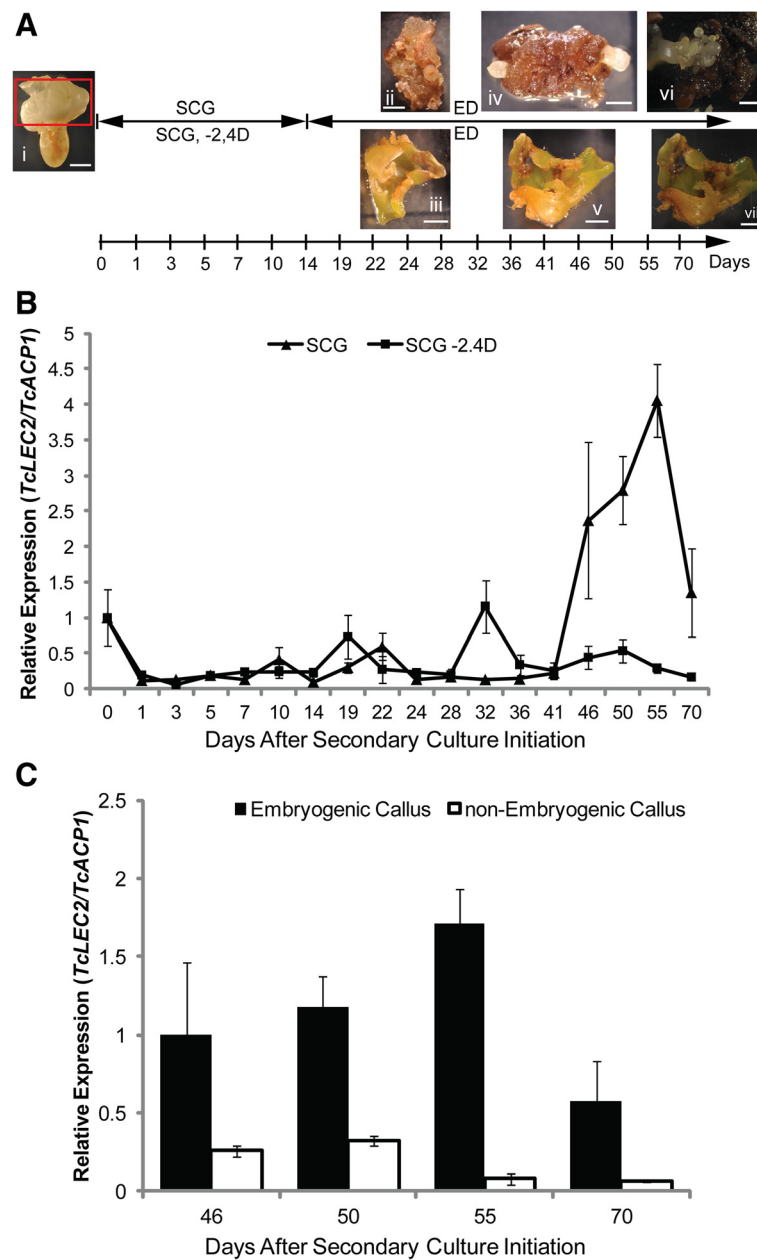 A
i
SCG
SCG, -2,4D
ii
iv
vi
ED
ED
iii
v
vii
0 1 3 5 7 10 14 19 22 24 28 32 36 41 46 50 55 70 Days
B
Relative Expression (TcLEC2/TcACP1)
SCG SCG -2.4D
5
4.5
4
3.5
3
2.5
2
1.5
1
0.5
0
0 1 3 5 7 10 14 19 22 24 28 32 36 41 46 50 55 70
Days After Secondary Culture Initiation
C
Relative Expression (TcLEC2/TcACP1)
Embryogenic Callus non-Embryogenic Callus
2.5
2
1.5
1
0.5
0
46 50 55 70
Days After Secondary Culture Initiation